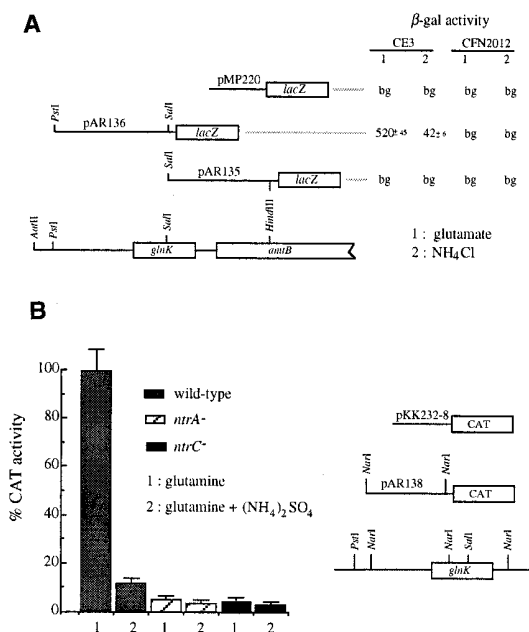 A
β-gal activity
CE3 CFN2012
1 2 1 2
pMP220 lacZ bg bg bg bg
PstI pAR136 SalI lacZ 520± 45 42± 6 bg bg
SalI pAR135 HindIII lacZ bg bg bg bg
AatII PstI SalI
glnK amtB
1 : glutamate
2 : NH4Cl
B
% CAT activity
100
80
60
40
20
0
1 2 1 2 1 2
wild-type
ntrA-
ntrC-
1 : glutamine
2 : glutamine + (NH4)2SO4
pKK232-8 CAT
NarI pAR138 NarI CAT
PstI NarI NarI SalI NarI
glnK